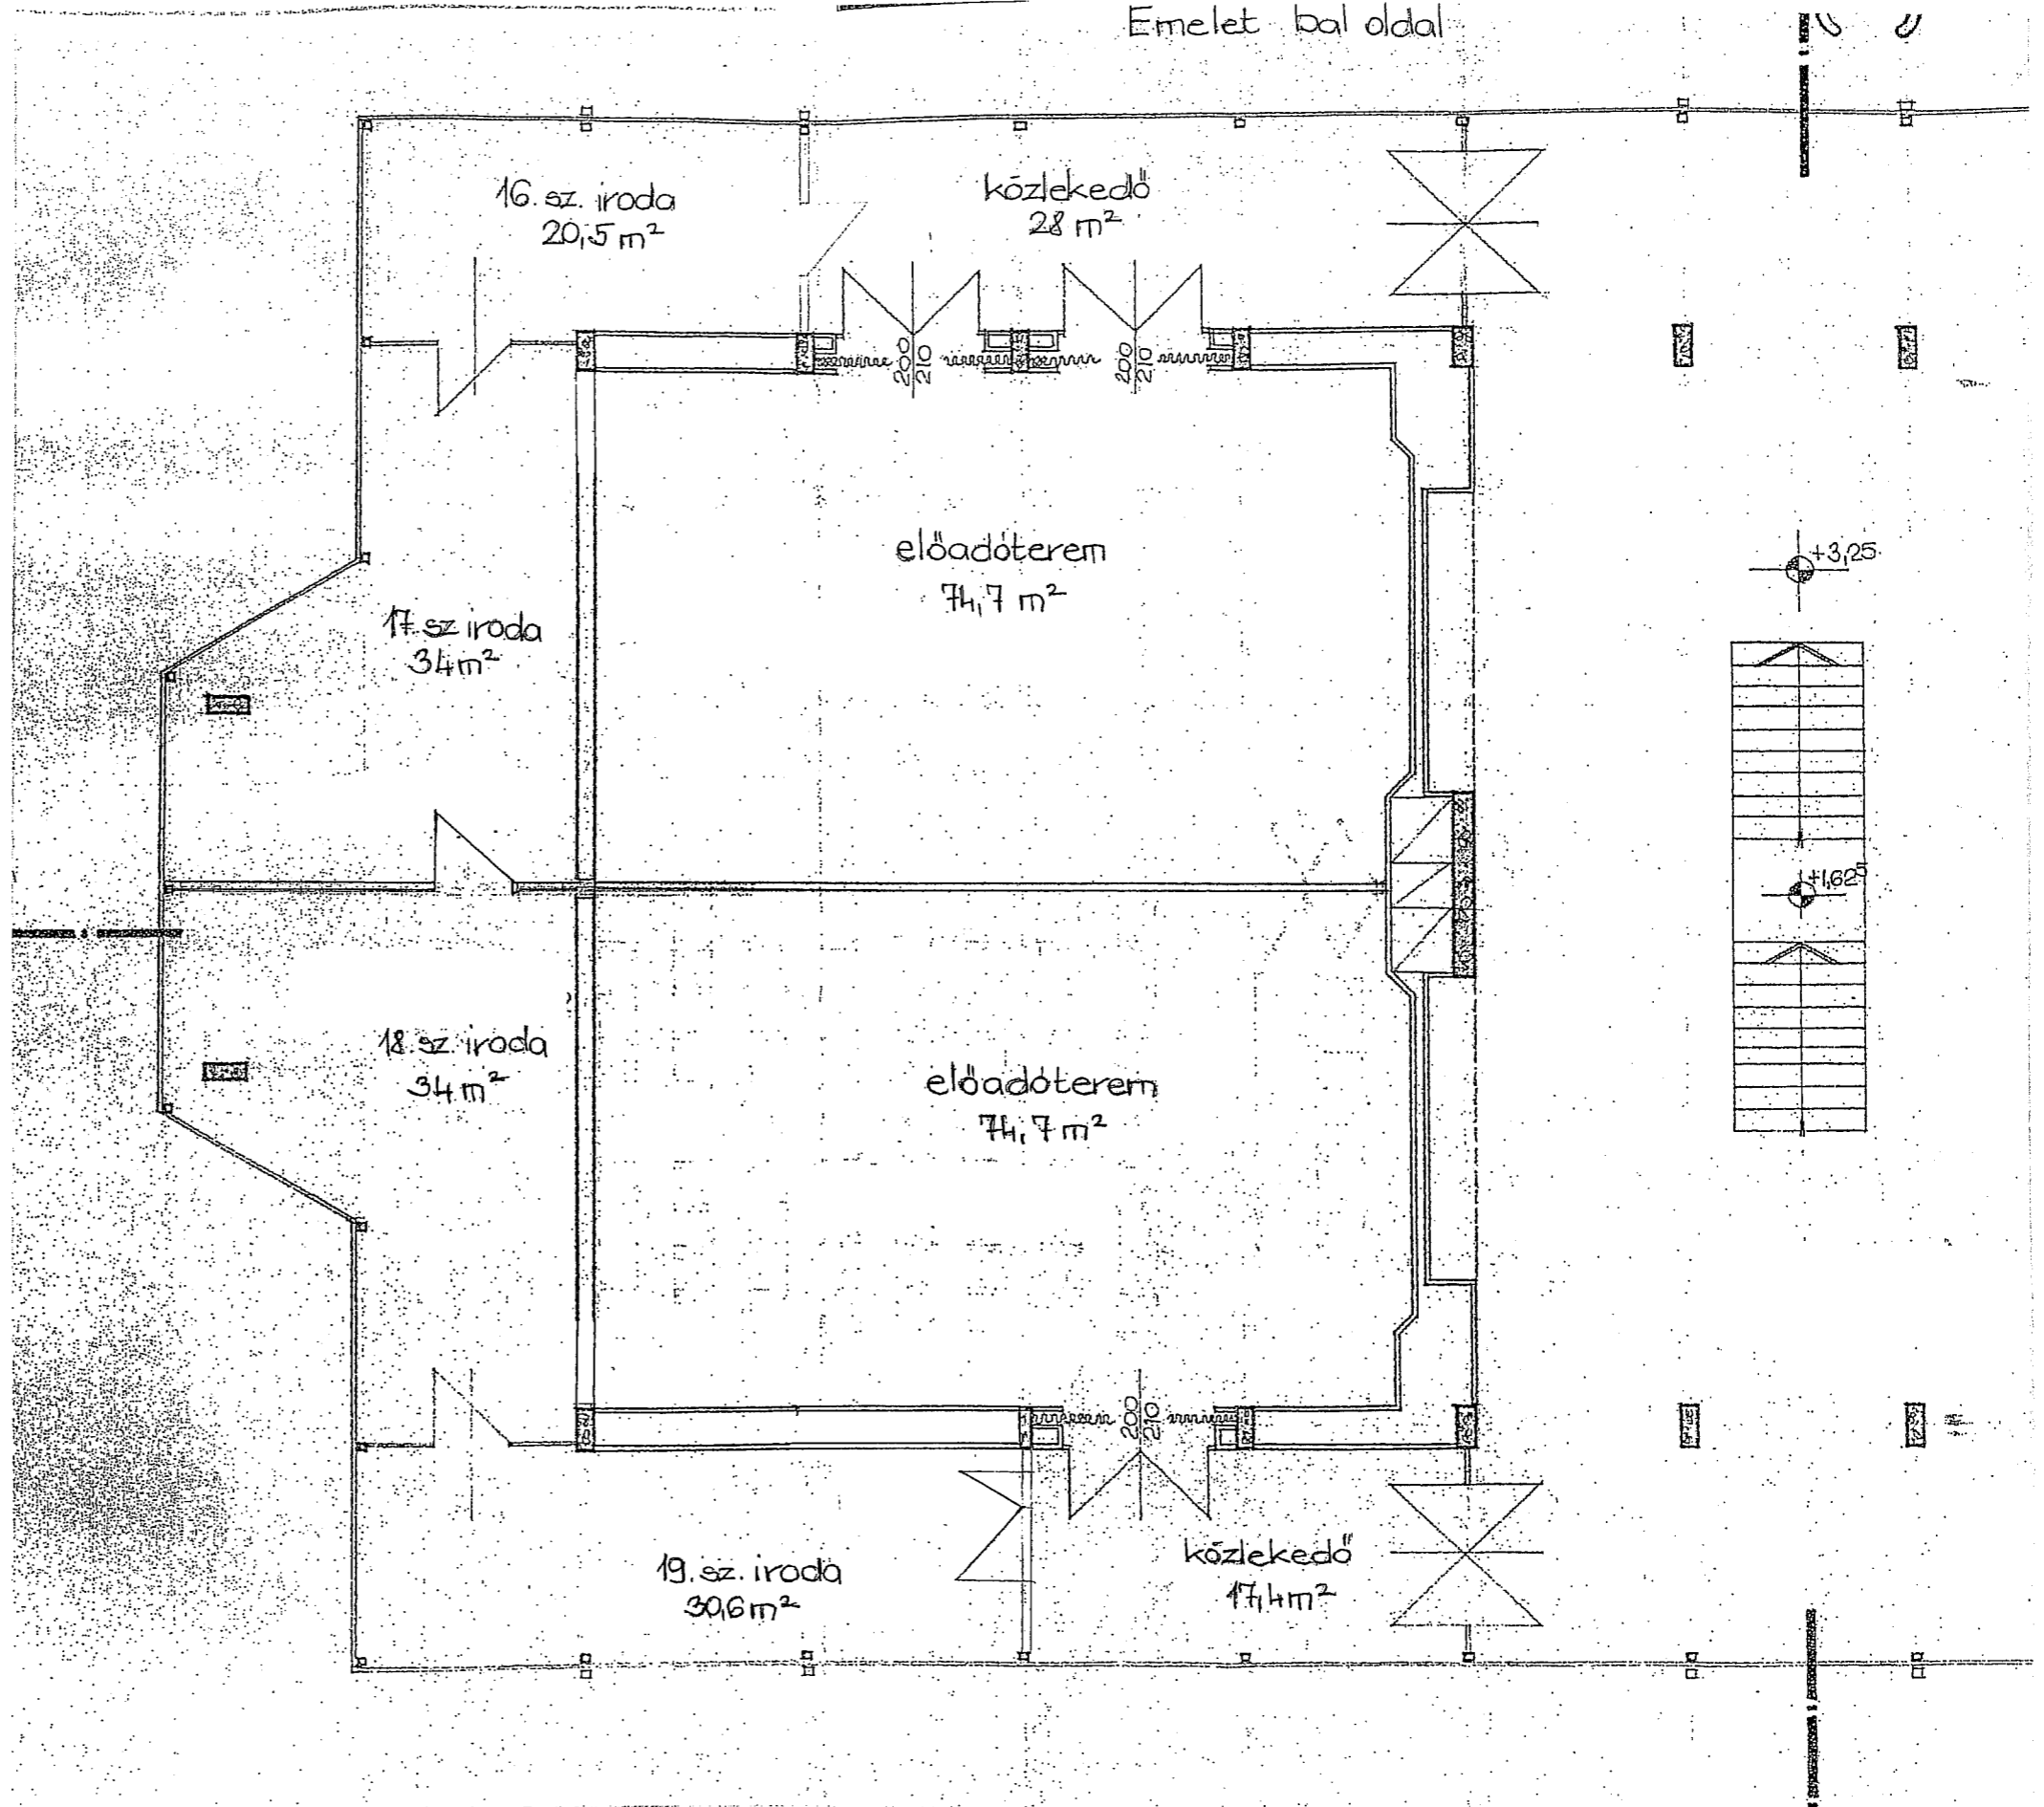 Emelet bal oldal
16. sz. iroda
20,5 m²
közlekedő
28 m²
200
210
200
210
előadóterem
74,7 m²
+3,25
17. sz iroda
34 m²
+1,62⁵
18. sz. iroda
34 m²
előadóterem
74,7 m²
200
210
19. sz. iroda
30,6 m²
közlekedő
17,4 m²